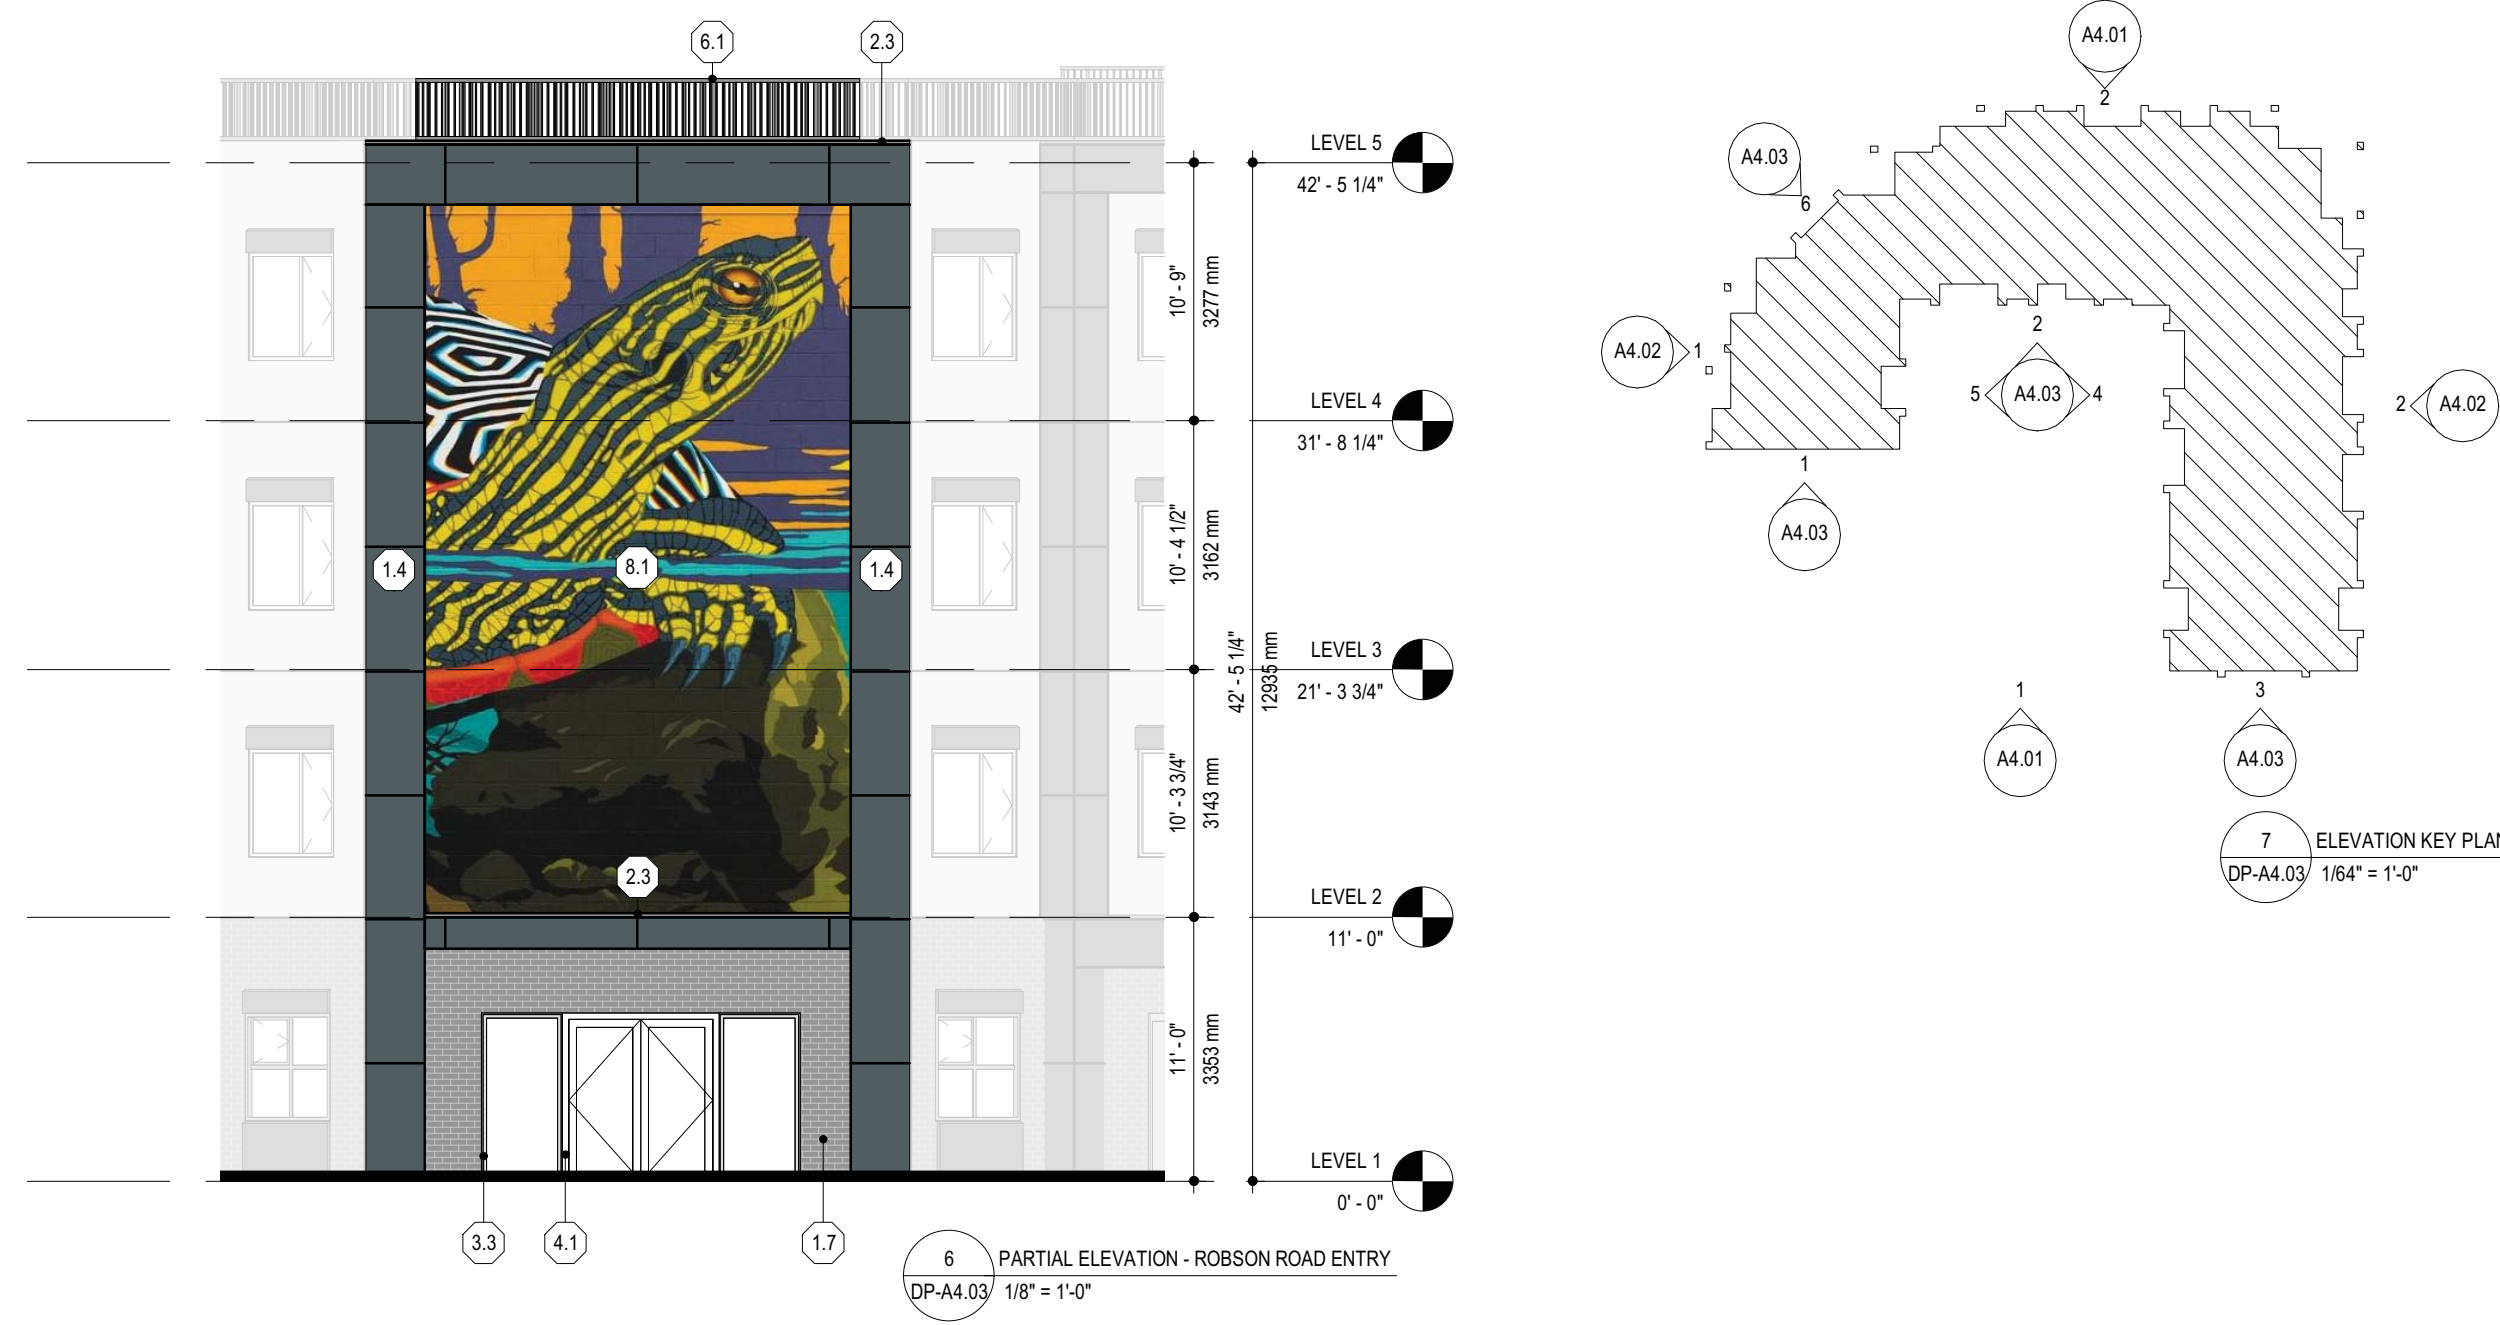 6.1
2.3
LEVEL 5
42' - 5 1/4"
10' - 9"
3277 mm
LEVEL 4
31' - 8 1/4"
10' - 4 1/2"
3162 mm
1.4
8.1
1.4
LEVEL 3
21' - 3 3/4"
42' - 5 1/4"
12935 mm
10' - 3 3/4"
3143 mm
2.3
LEVEL 2
11' - 0"
11' - 0"
3353 mm
LEVEL 1
0' - 0"
3.3
4.1
1.7
6
PARTIAL ELEVATION - ROBSON ROAD ENTRY
DP-A4.03
1/8" = 1'-0"
A4.01
2
A4.03
6
A4.02
1
2
5
A4.03
4
2
A4.02
1
A4.03
1
A4.01
3
A4.03
7
ELEVATION KEY PLAN
DP-A4.03
1/64" = 1'-0"